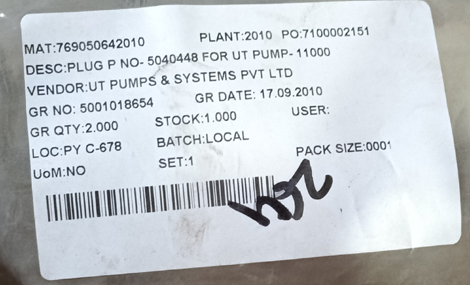 MAT:769050642010 PLANT:2010 PO:7100002151
DESC:PLUG P NO- 5040448 FOR UT PUMP- 11000
VENDOR:UT PUMPS & SYSTEMS PVT LTD
GR NO: 5001018654 GR DATE: 17.09.2010
GR QTY:2.000 STOCK:1.000 USER:
LOC:PY C-678 BATCH:LOCAL
UoM:NO SET:1 PACK SIZE:0001